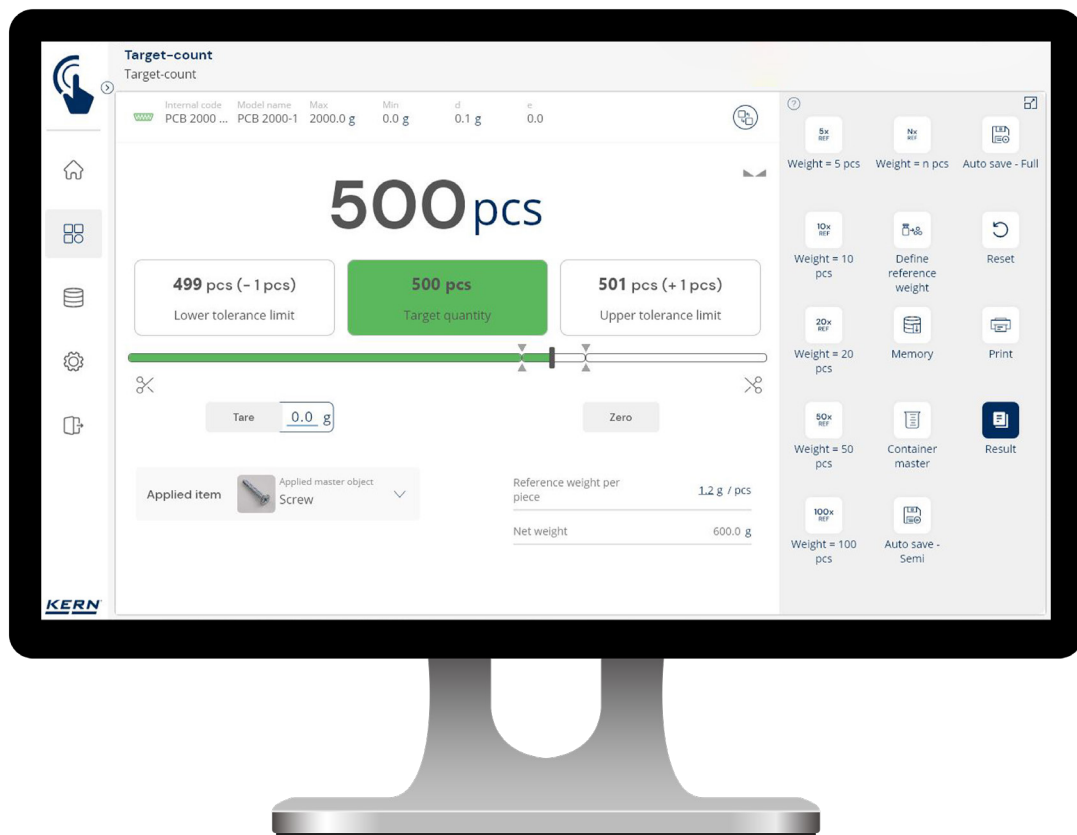 Target-count
Target-count
Internal code Model name Max Min d e
PCB 2000 ... PCB 2000-1 2000.0 g 0.0 g 0.1 g 0.0
500 pcs
499 pcs (- 1 pcs)
Lower tolerance limit
500 pcs
Target quantity
501 pcs (+ 1 pcs)
Upper tolerance limit
Tare 0.0 g
Zero
Applied item
Applied master object
Screw
Reference weight per
piece
1.2 g / pcs
Net weight 600.0 g
KERN
?
5x
REF
Weight = 5 pcs
Nx
REF
Weight = n pcs
Auto save - Full
10x
REF
Weight = 10
pcs
Define
reference
weight
Reset
20x
REF
Weight = 20
pcs
Memory
Print
50x
REF
Weight = 50
pcs
Container
master
Result
100x
REF
Weight = 100
pcs
Auto save -
Semi